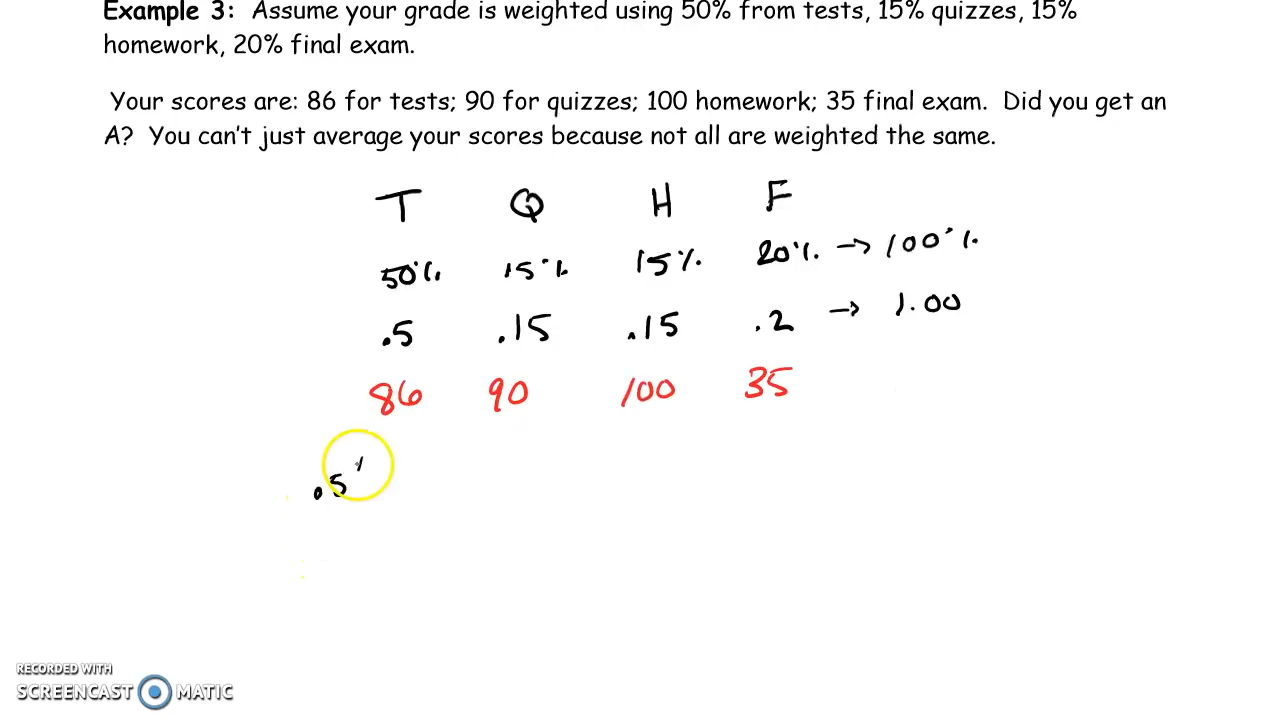 Example 3: Assume your grade is weighted using 50% from tests, 15% quizzes, 15%
homework, 20% final exam.
Your scores are: 86 for tests; 90 for quizzes; 100 homework; 35 final exam. Did you get an
A? You can't just average your scores because not all are weighted the same.
T Q H F
50% 15% 15% 20% → 100%
.5 .15 .15 .2 → 1.00
86 90 100 35
.5
RECORDED WITH
SCREENCAST MATIC